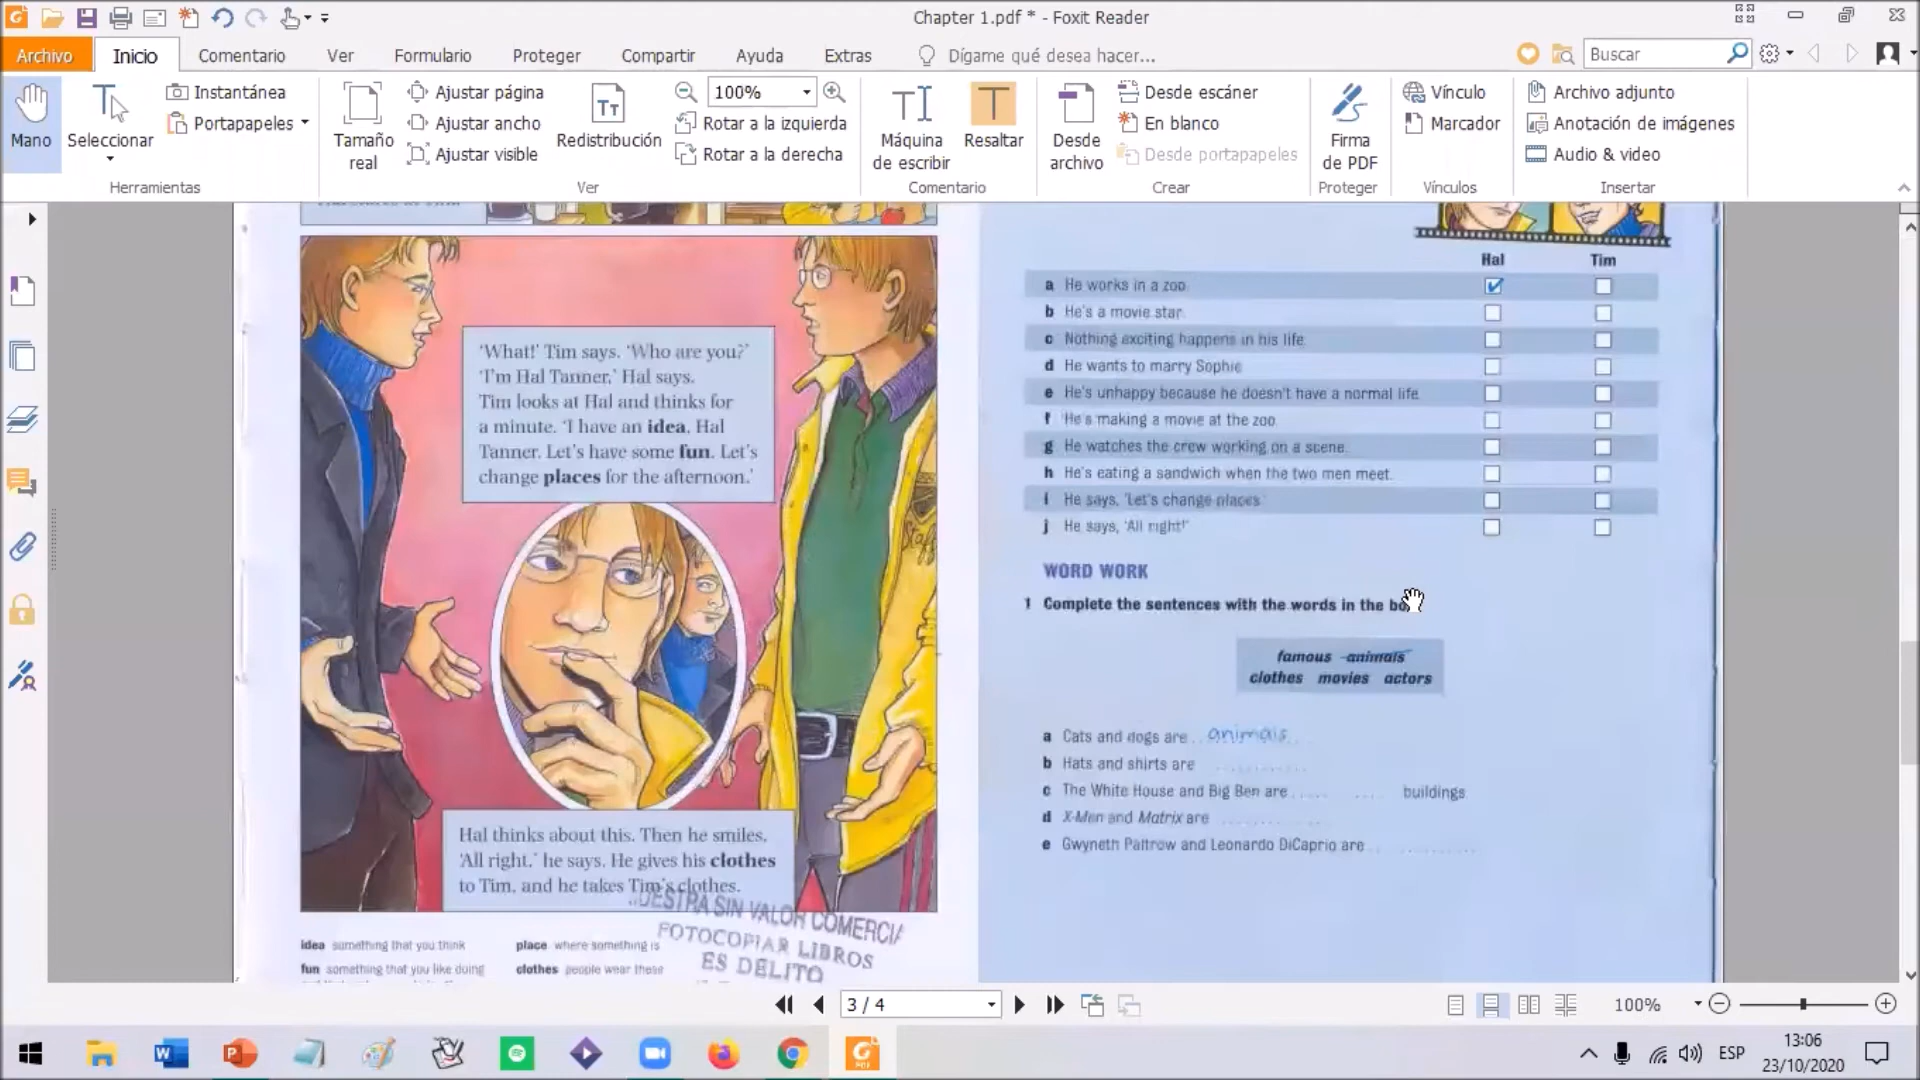 Chapter 1.pdf * - Foxit Reader
Archivo
Inicio
Comentario
Ver
Formulario
Proteger
Compartir
Ayuda
Extras
Dígame qué desea hacer...
Buscar
Mano
Seleccionar
Instantánea
Portapapeles
Herramientas
Tamaño
real
Ajustar página
Ajustar ancho
Ajustar visible
Redistribución
100%
Rotar a la izquierda
Rotar a la derecha
Ver
Máquina
de escribir
Resaltar
Comentario
Desde
archivo
Desde escáner
En blanco
Desde portapapeles
Crear
Firma
de PDF
Proteger
Vínculo
Marcador
Vínculos
Archivo adjunto
Anotación de imágenes
Audio & video
Insertar
'What!' Tim says. 'Who are you?'
'I'm Hal Tanner,' Hal says.
Tim looks at Hal and thinks for
a minute. 'I have an idea, Hal
Tanner. Let's have some fun. Let's
change places for the afternoon.'
Staff
Hal thinks about this. Then he smiles.
'All right,' he says. He gives his clothes
to Tim, and he takes Tim's clothes.
SIN VALOR COMERCIA
FOTOCOPIAR LIBROS
ES DELITO
idea something that you think
fun something that you like doing
place where something is
clothes people wear these
Hal Tim
a He works in a zoo.
b He's a movie star.
c Nothing exciting happens in his life.
d He wants to marry Sophie.
e He's unhappy because he doesn't have a normal life.
f He's making a movie at the zoo.
g He watches the crew working on a scene.
h He's eating a sandwich when the two men meet.
i He says, 'Let's change places.'
j He says, 'All right!'
WORD WORK
1 Complete the sentences with the words in the
famous animals
clothes movies actors
a Cats and dogs are ..animals..
b Hats and shirts are ............
c The White House and Big Ben are ............ buildings.
d X-Men and Matrix are ............
e Gwyneth Paltrow and Leonardo DiCaprio are ............
3 / 4
100%
ESP
13:06
23/10/2020